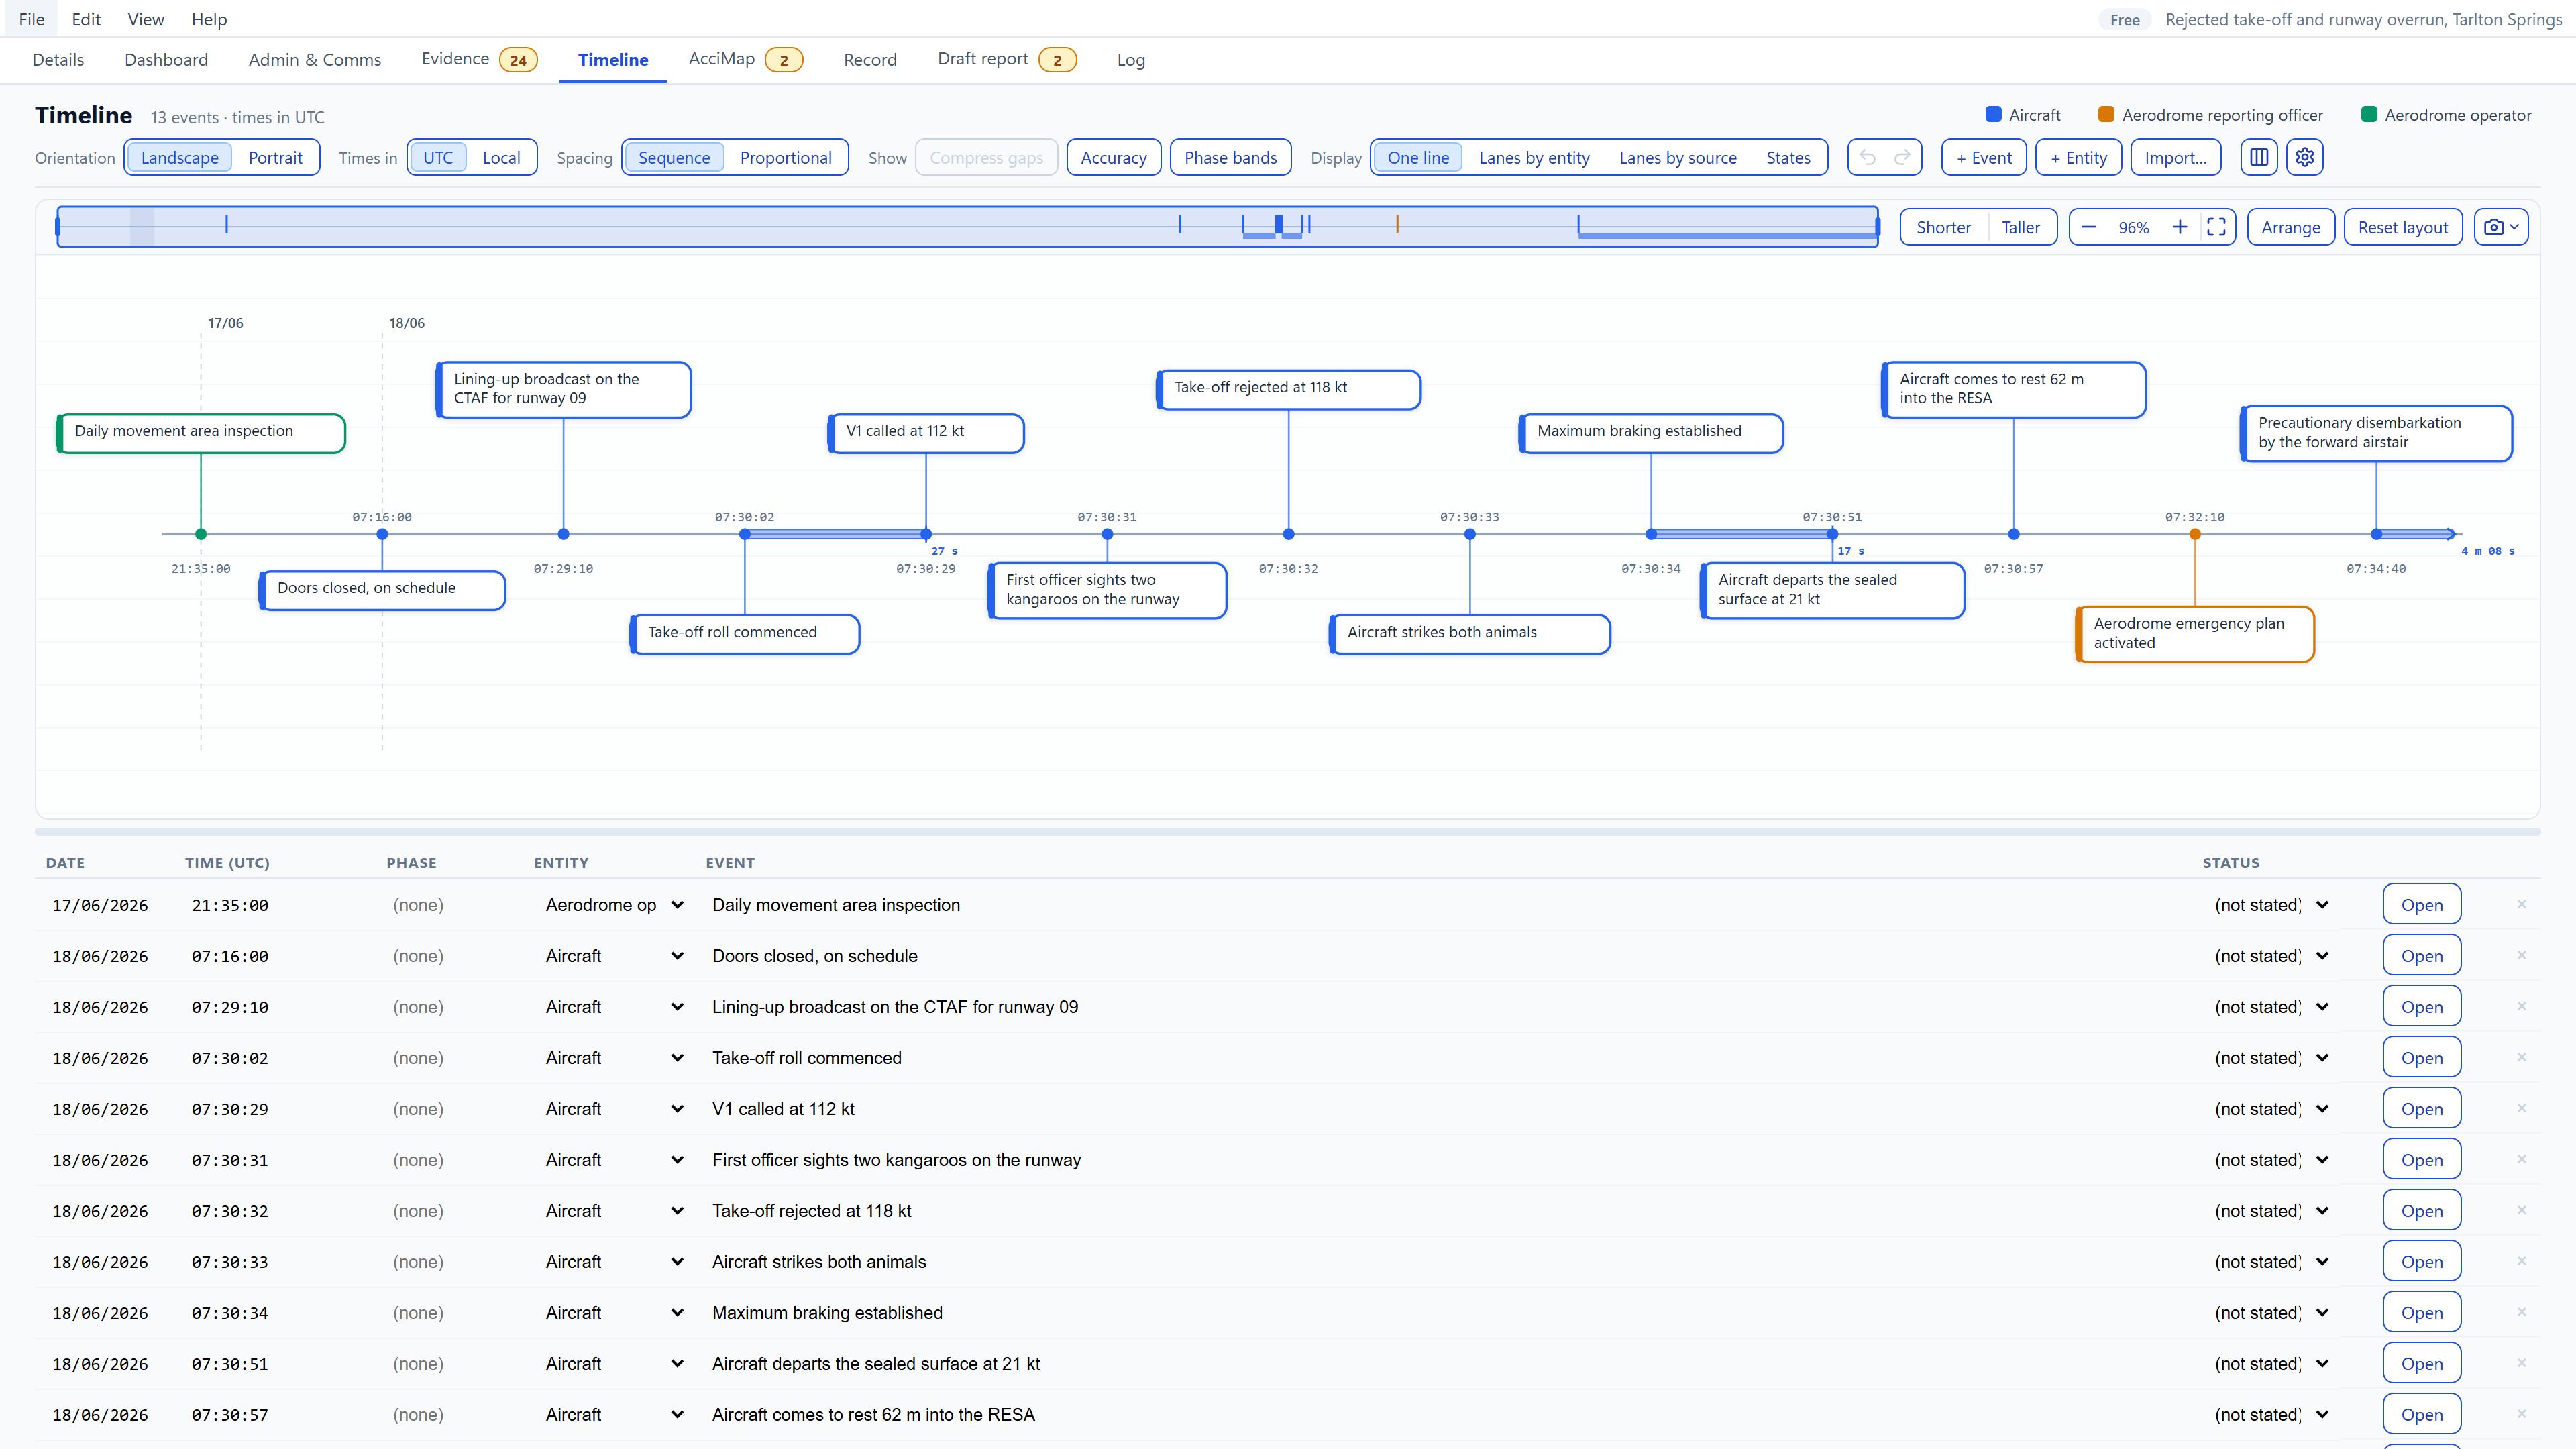 File Edit View Help Free Rejected take-off and runway overrun, Tarlton Springs
Details Dashboard Admin & Comms Evidence 24 Timeline AcciMap 2 Record Draft report 2 Log
Timeline 13 events · times in UTC Aircraft Aerodrome reporting officer Aerodrome operator
Orientation Landscape Portrait Times in UTC Local Spacing Sequence Proportional Show Compress gaps Accuracy Phase bands Display One line Lanes by entity Lanes by source States + Event + Entity Import...
Shorter Taller − 96% + Arrange Reset layout
17/06 18/06
Lining-up broadcast on the
CTAF for runway 09
Take-off rejected at 118 kt
Aircraft comes to rest 62 m
into the RESA
Daily movement area inspection
V1 called at 112 kt
Maximum braking established
Precautionary disembarkation
by the forward airstair
07:16:00 07:30:02 07:30:31 07:30:33 07:30:51 07:32:10
27 s 17 s 4 m 08 s
21:35:00 07:29:10 07:30:29 07:30:32 07:30:34 07:30:57 07:34:40
Doors closed, on schedule
First officer sights two
kangaroos on the runway
Aircraft departs the sealed
surface at 21 kt
Take-off roll commenced
Aircraft strikes both animals
Aerodrome emergency plan
activated
DATE TIME (UTC) PHASE ENTITY EVENT STATUS
17/06/2026 21:35:00 (none) Aerodrome op Daily movement area inspection (not stated) Open ×
18/06/2026 07:16:00 (none) Aircraft Doors closed, on schedule (not stated) Open ×
18/06/2026 07:29:10 (none) Aircraft Lining-up broadcast on the CTAF for runway 09 (not stated) Open ×
18/06/2026 07:30:02 (none) Aircraft Take-off roll commenced (not stated) Open ×
18/06/2026 07:30:29 (none) Aircraft V1 called at 112 kt (not stated) Open ×
18/06/2026 07:30:31 (none) Aircraft First officer sights two kangaroos on the runway (not stated) Open ×
18/06/2026 07:30:32 (none) Aircraft Take-off rejected at 118 kt (not stated) Open ×
18/06/2026 07:30:33 (none) Aircraft Aircraft strikes both animals (not stated) Open ×
18/06/2026 07:30:34 (none) Aircraft Maximum braking established (not stated) Open ×
18/06/2026 07:30:51 (none) Aircraft Aircraft departs the sealed surface at 21 kt (not stated) Open ×
18/06/2026 07:30:57 (none) Aircraft Aircraft comes to rest 62 m into the RESA (not stated) Open ×